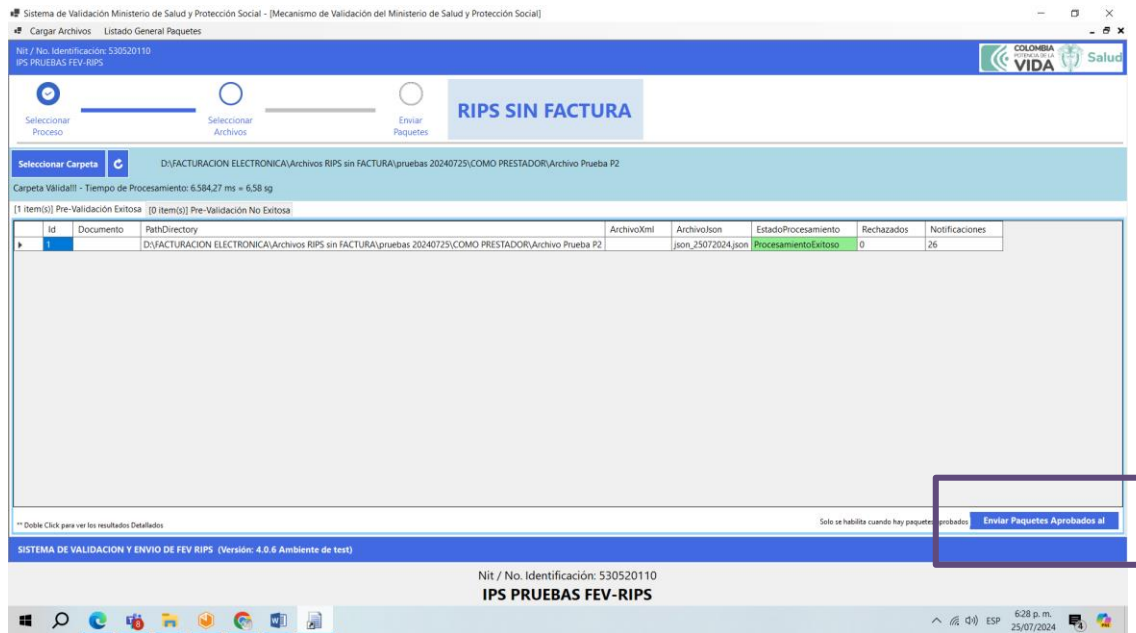 Sistema de Validación Ministerio de Salud y Protección Social - [Mecanismo de Validación del Ministerio de Salud y Protección Social]
Cargar Archivos Listado General Paquetes
Nit / No. Identificación: 530520110
IPS PRUEBAS FEV-RIPS
COLOMBIA
POTENCIA DE LA
VIDA
Salud
Seleccionar
Proceso
Seleccionar
Archivos
Enviar
Paquetes
RIPS SIN FACTURA
Seleccionar Carpeta D:\FACTURACION ELECTRONICA\Archivos RIPS sin FACTURA\pruebas 20240725\COMO PRESTADOR\Archivo Prueba P2
Carpeta Válida!!! - Tiempo de Procesamiento: 6.584,27 ms = 6,58 sg
[1 item(s)] Pre-Validación Exitosa [0 item(s)] Pre-Validación No Exitosa
Id Documento PathDirectory ArchivoXml ArchivoJson EstadoProcesamiento Rechazados Notificaciones
1 D:\FACTURACION ELECTRONICA\Archivos RIPS sin FACTURA\pruebas 20240725\COMO PRESTADOR\Archivo Prueba P2 json_25072024.json ProcesamientoExitoso 0 26
** Doble Click para ver los resultados Detallados Solo se habilita cuando hay paquetes aprobados Enviar Paquetes Aprobados al
SISTEMA DE VALIDACION Y ENVIO DE FEV RIPS (Versión: 4.0.6 Ambiente de test)
Nit / No. Identificación: 530520110
IPS PRUEBAS FEV-RIPS
ESP 6:28 p. m.
25/07/2024 4